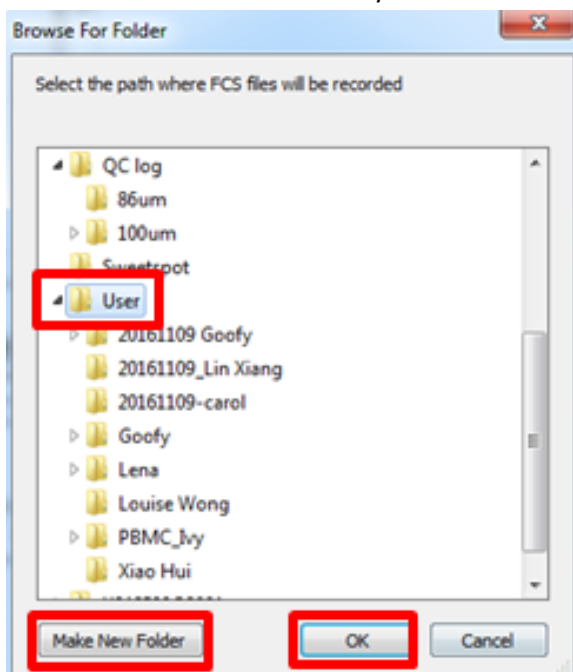 Browse For Folder
Select the path where FCS files will be recorded
QC log
86um
100um
Sweetspot
User
20161109 Goofy
20161109_Lin Xiang
20161109-carol
Goofy
Lena
Louise Wong
PBMC_Ivy
Xiao Hui
Make New Folder
OK
Cancel